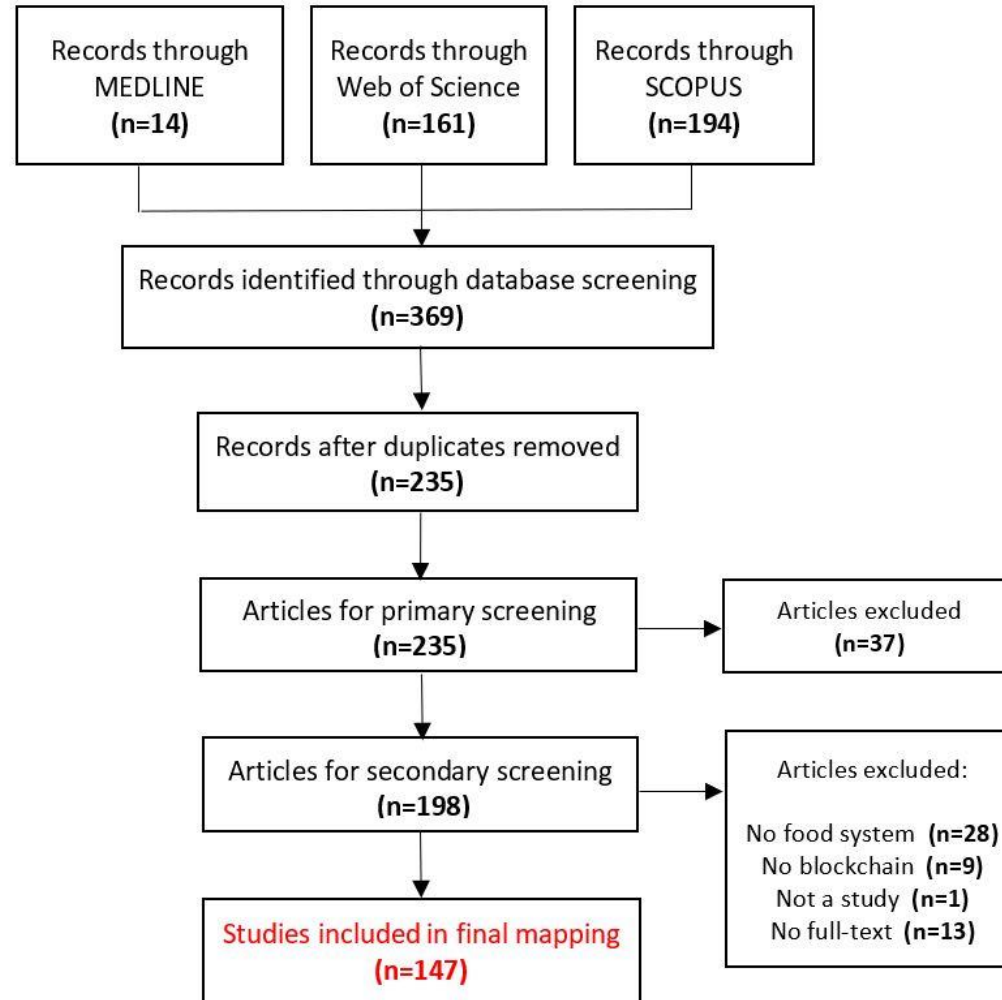 Records through
MEDLINE
(n=14)
Records through
Web of Science
(n=161)
Records through
SCOPUS
(n=194)
Records identified through database screening
(n=369)
Records after duplicates removed
(n=235)
Articles for primary screening
(n=235)
Articles excluded
(n=37)
Articles for secondary screening
(n=198)
Articles excluded:
No food system (n=28)
No blockchain (n=9)
Not a study (n=1)
No full-text (n=13)
Studies included in final mapping
(n=147)